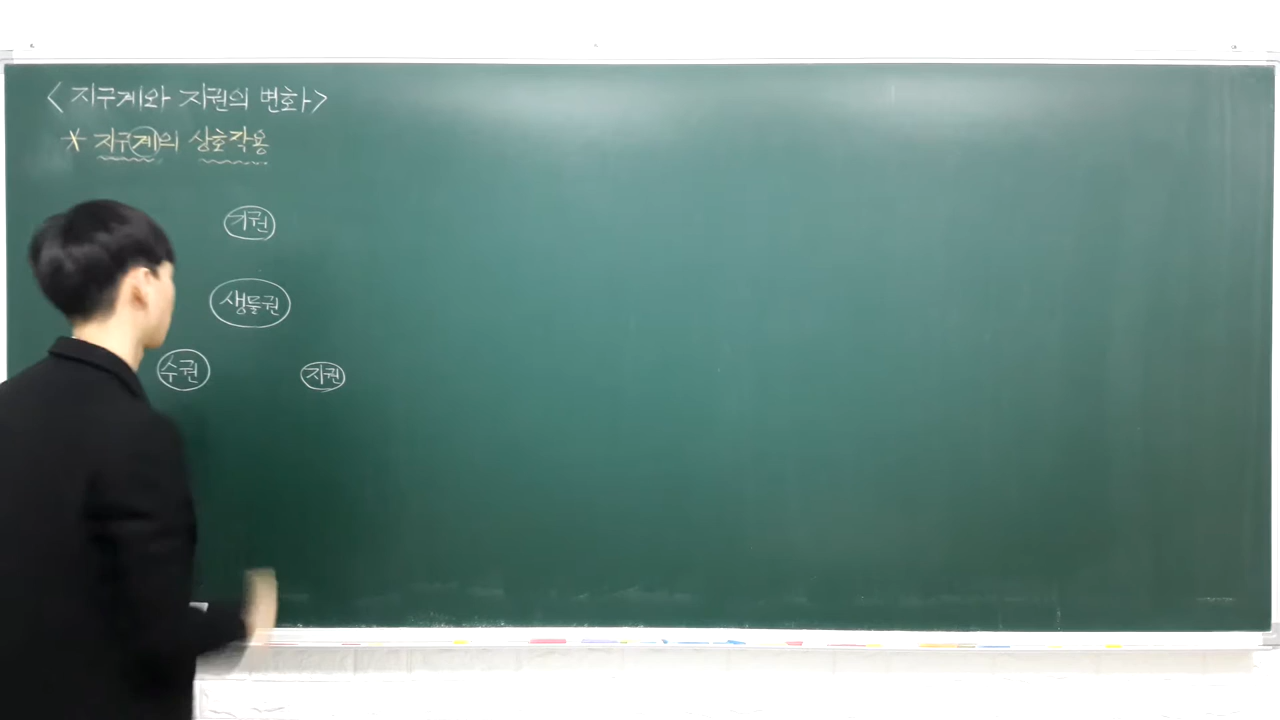 <지구계와 지권의 변화>
* 지구계의 상호작용
기권
생물권
수권 지권